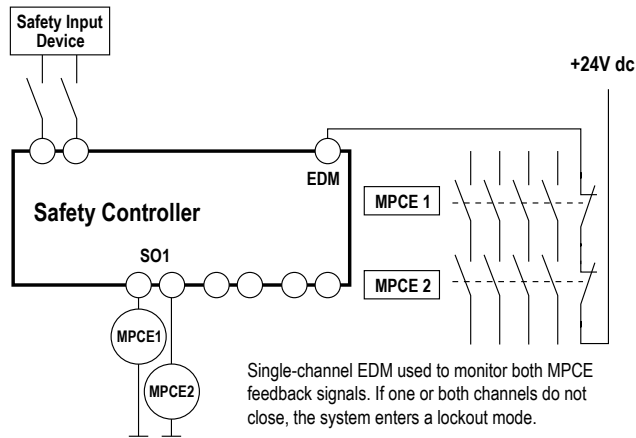 Safety Input
Device
+24V dc
EDM
Safety Controller
MPCE 1
SO1
MPCE 2
MPCE1
MPCE2
Single-channel EDM used to monitor both MPCE
feedback signals. If one or both channels do not
close, the system enters a lockout mode.